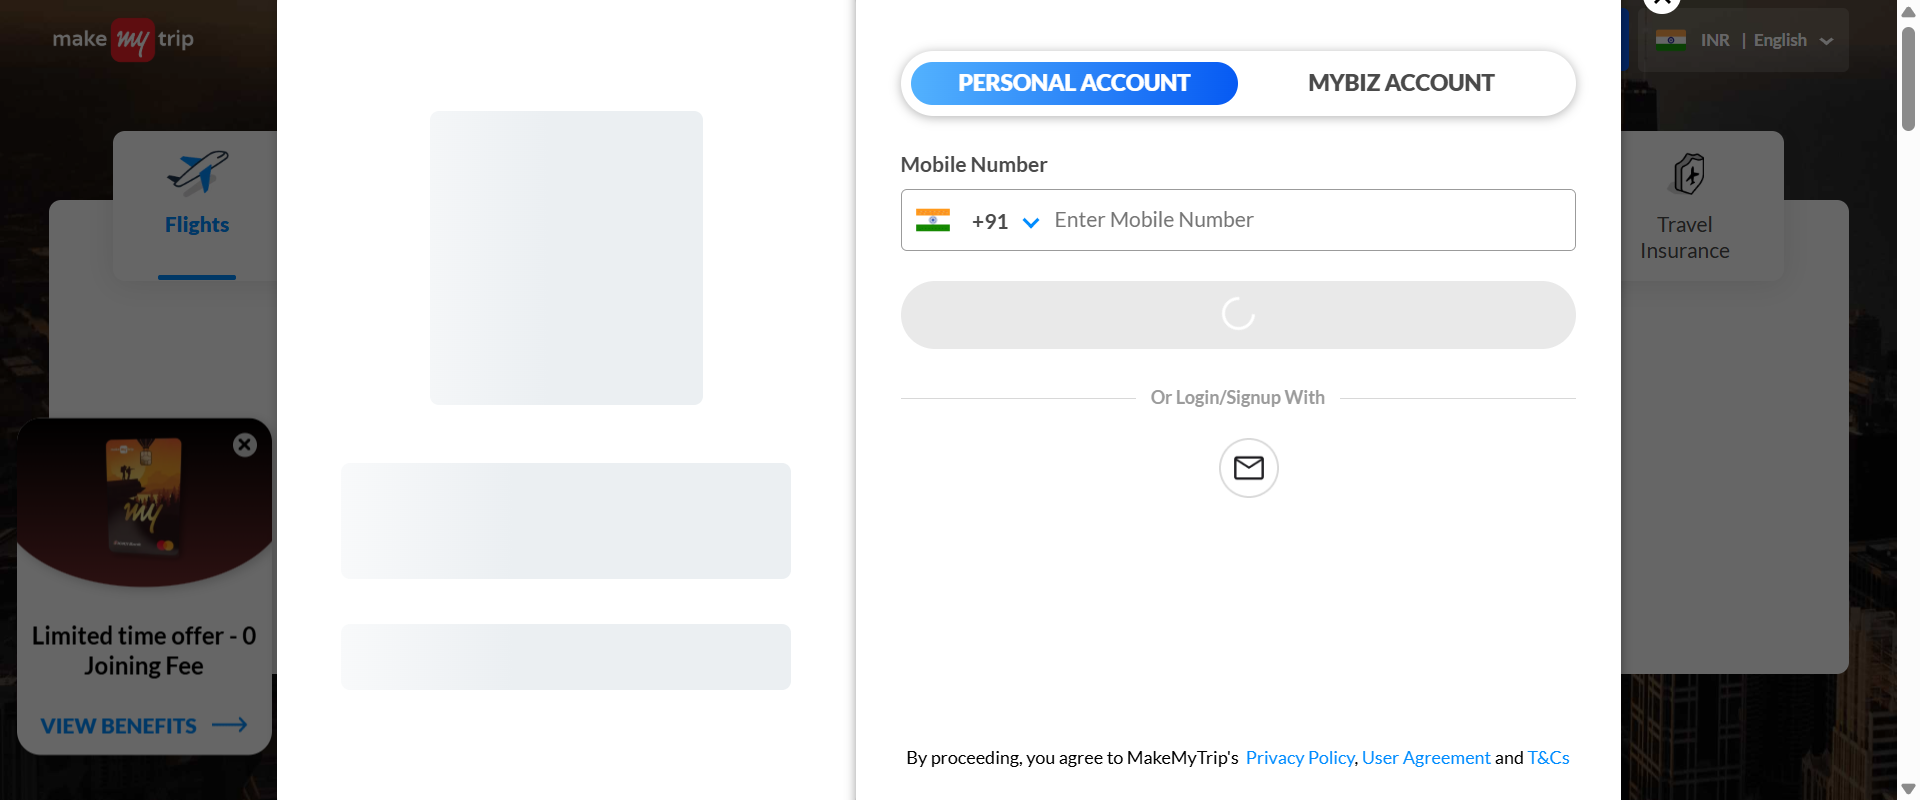 make my trip
INR | English
PERSONAL ACCOUNT
MYBIZ ACCOUNT
Mobile Number
+91
Enter Mobile Number
Or Login/Signup With
By proceeding, you agree to MakeMyTrip's Privacy Policy, User Agreement and T&Cs
Flights
Travel
Insurance
my
Limited time offer - 0
Joining Fee
VIEW BENEFITS